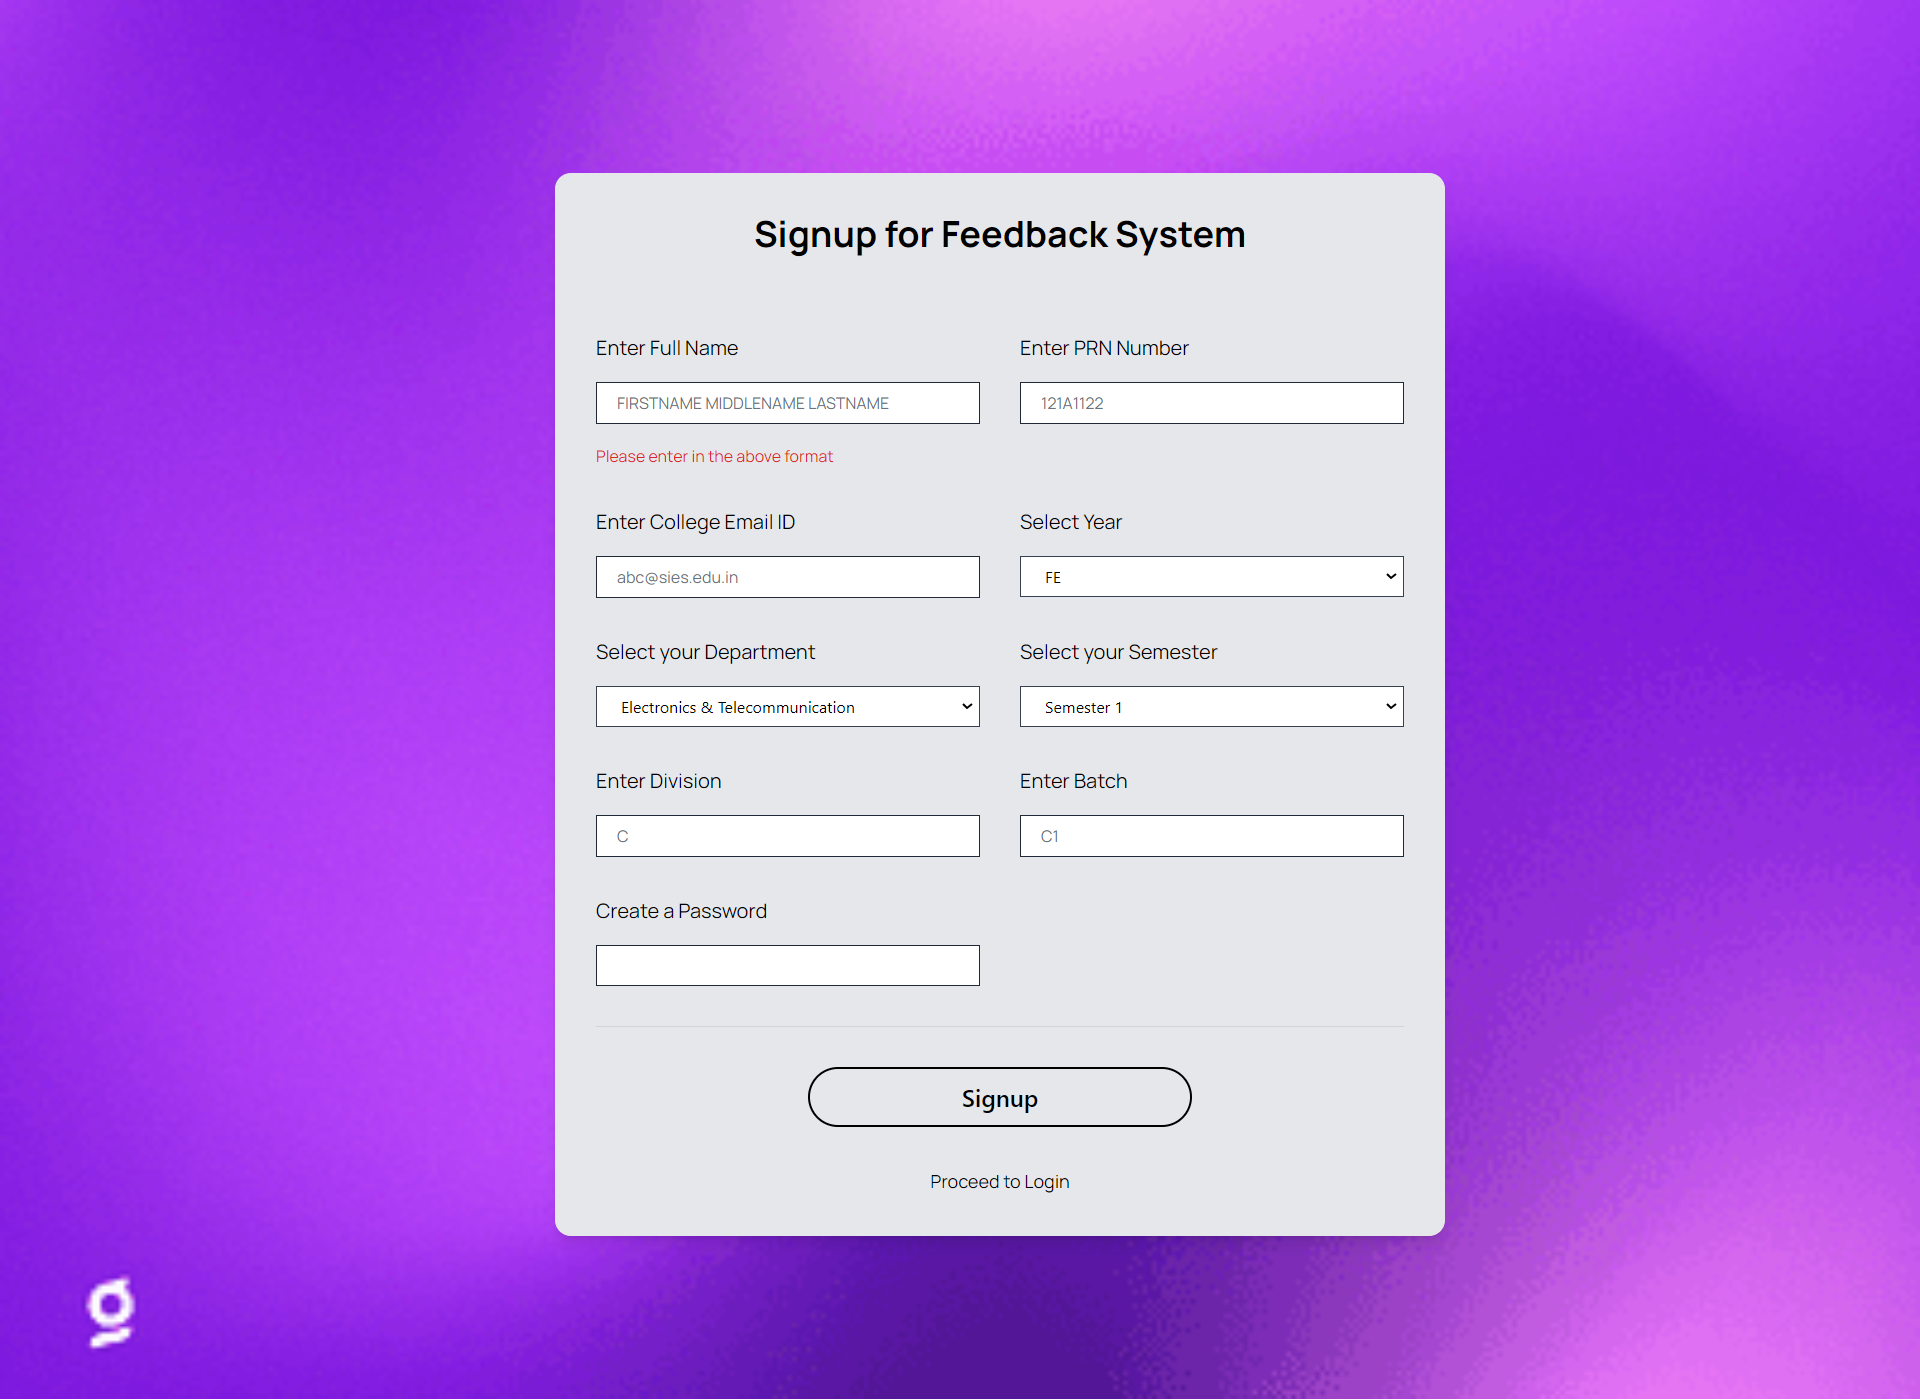 Signup for Feedback System
Enter Full Name
Enter PRN Number
FIRSTNAME MIDDLENAME LASTNAME
121A1122
Please enter in the above format
Enter College Email ID
Select Year
abc@sies.edu.in
FE
Select your Department
Select your Semester
Electronics & Telecommunication
Semester 1
Enter Division
Enter Batch
C
C1
Create a Password
Signup
Proceed to Login
g